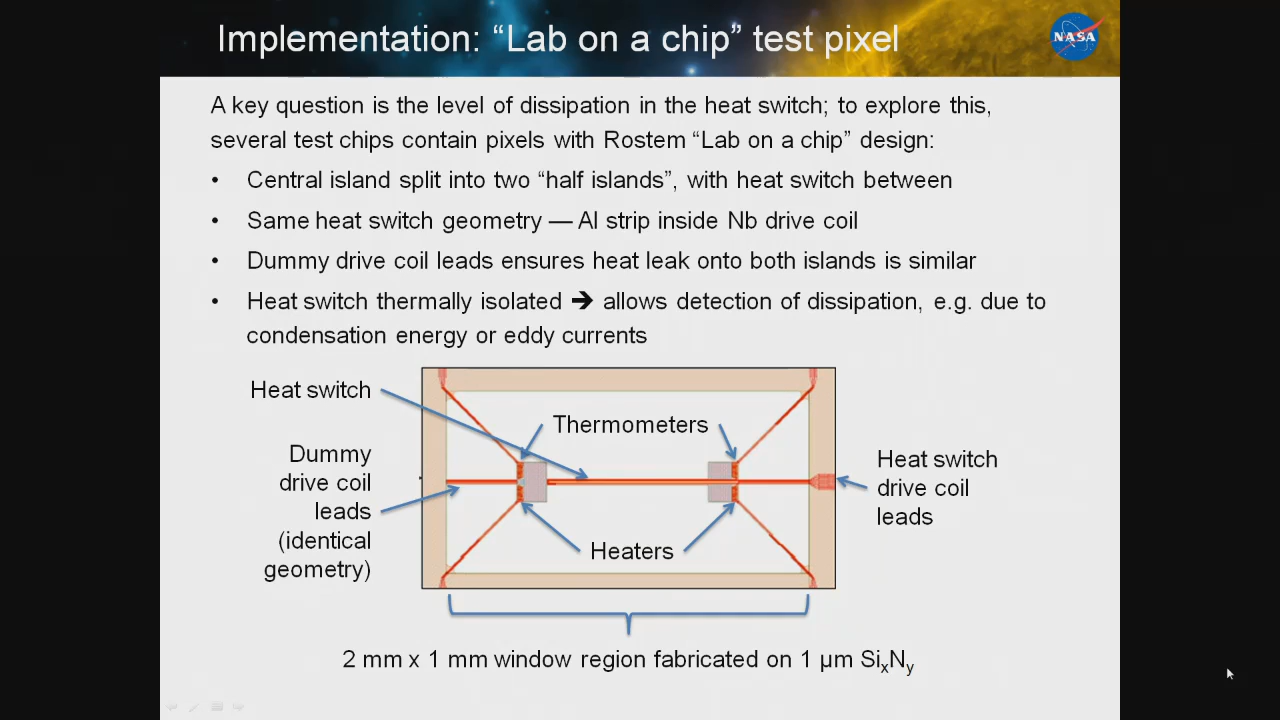 Implementation: “Lab on a chip” test pixel
NASA
A key question is the level of dissipation in the heat switch; to explore this,
several test chips contain pixels with Rostem “Lab on a chip” design:
• Central island split into two “half islands”, with heat switch between
• Same heat switch geometry — Al strip inside Nb drive coil
• Dummy drive coil leads ensures heat leak onto both islands is similar
• Heat switch thermally isolated ➔ allows detection of dissipation, e.g. due to
condensation energy or eddy currents
Heat switch
Thermometers
Dummy
drive coil
leads
(identical
geometry)
Heat switch
drive coil
leads
Heaters
2 mm x 1 mm window region fabricated on 1 µm SixNy